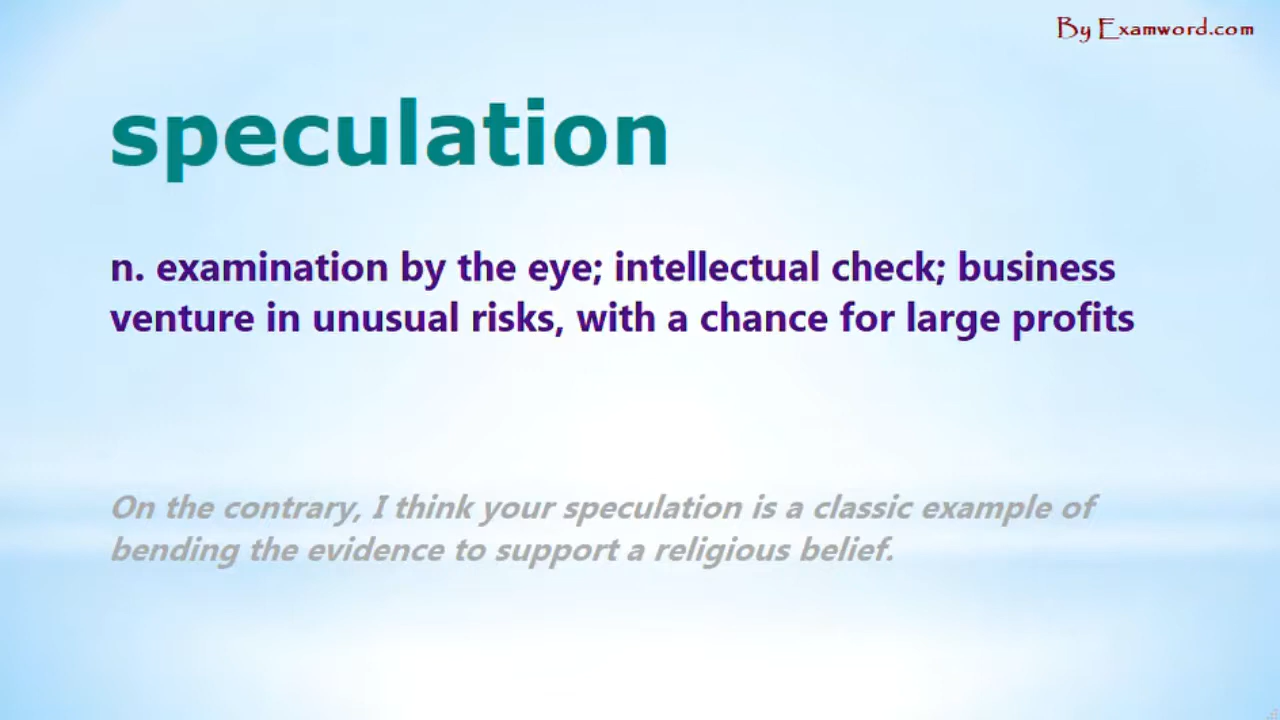 By Examword.com
speculation
n. examination by the eye; intellectual check; business
venture in unusual risks, with a chance for large profits
On the contrary, I think your speculation is a classic example of
bending the evidence to support a religious belief.